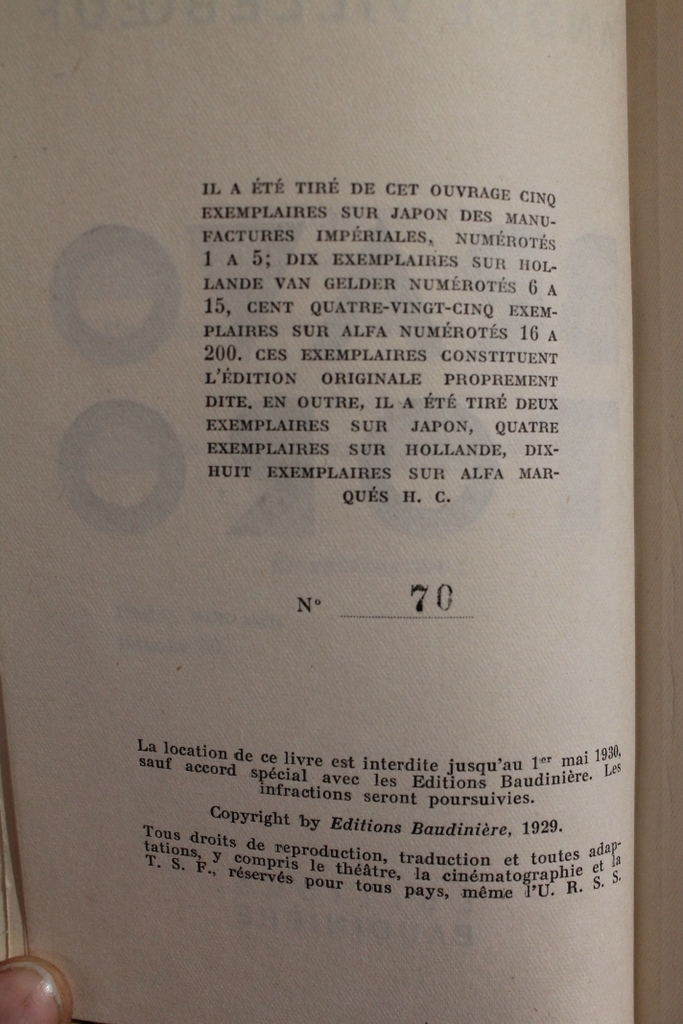 IL A ÉTÉ TIRÉ DE CET OUVRAGE CINQ
EXEMPLAIRES SUR JAPON DES MANU-
FACTURES IMPÉRIALES, NUMÉROTÉS
1 A 5; DIX EXEMPLAIRES SUR HOL-
LANDE VAN GELDER NUMÉROTÉS 6 A
15, CENT QUATRE-VINGT-CINQ EXEM-
PLAIRES SUR ALFA NUMÉROTÉS 16 A
200. CES EXEMPLAIRES CONSTITUENT
L'ÉDITION ORIGINALE PROPREMENT
DITE. EN OUTRE, IL A ÉTÉ TIRÉ DEUX
EXEMPLAIRES SUR JAPON, QUATRE
EXEMPLAIRES SUR HOLLANDE, DIX-
HUIT EXEMPLAIRES SUR ALFA MAR-
QUÉS H. C.
N° 70
La location de ce livre est interdite jusqu'au 1er mai 1930,
sauf accord spécial avec les Editions Baudinière. Les
infractions seront poursuivies.
Copyright by Editions Baudinière, 1929.
Tous droits de reproduction, traduction et toutes adap-
tations, y compris le théâtre, la cinématographie et la
T. S. F., réservés pour tous pays, même l'U. R. S. S.